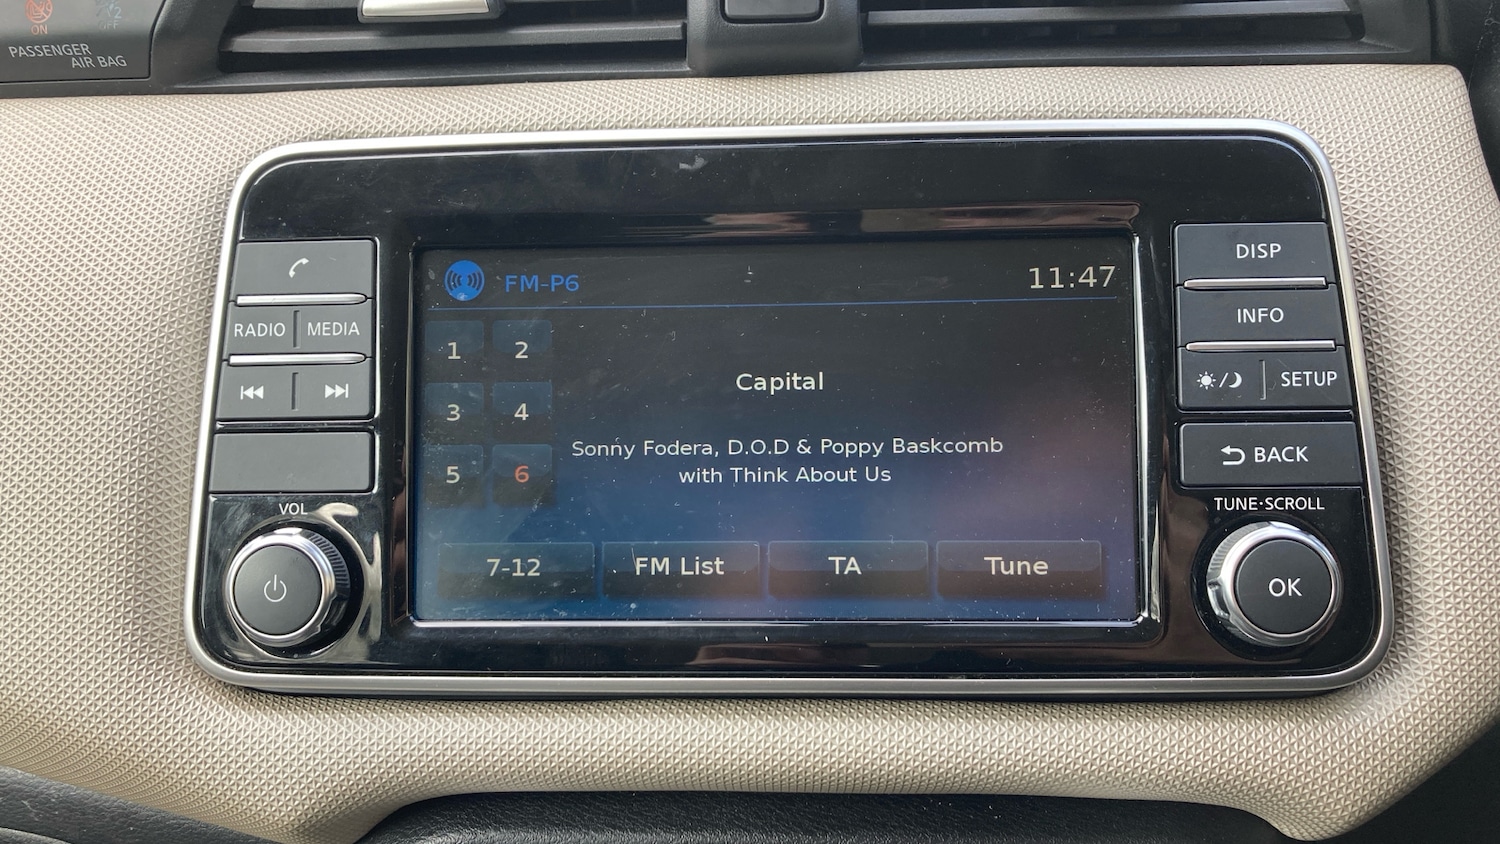 ON
OFF
PASSENGER
AIR BAG
FM-P6
11:47
RADIO MEDIA
VOL
1 2
3 4
5 6
Capital
Sonny Fodera, D.O.D & Poppy Baskcomb
with Think About Us
7-12 FM List TA Tune
DISP
INFO
SETUP
BACK
TUNE·SCROLL
OK